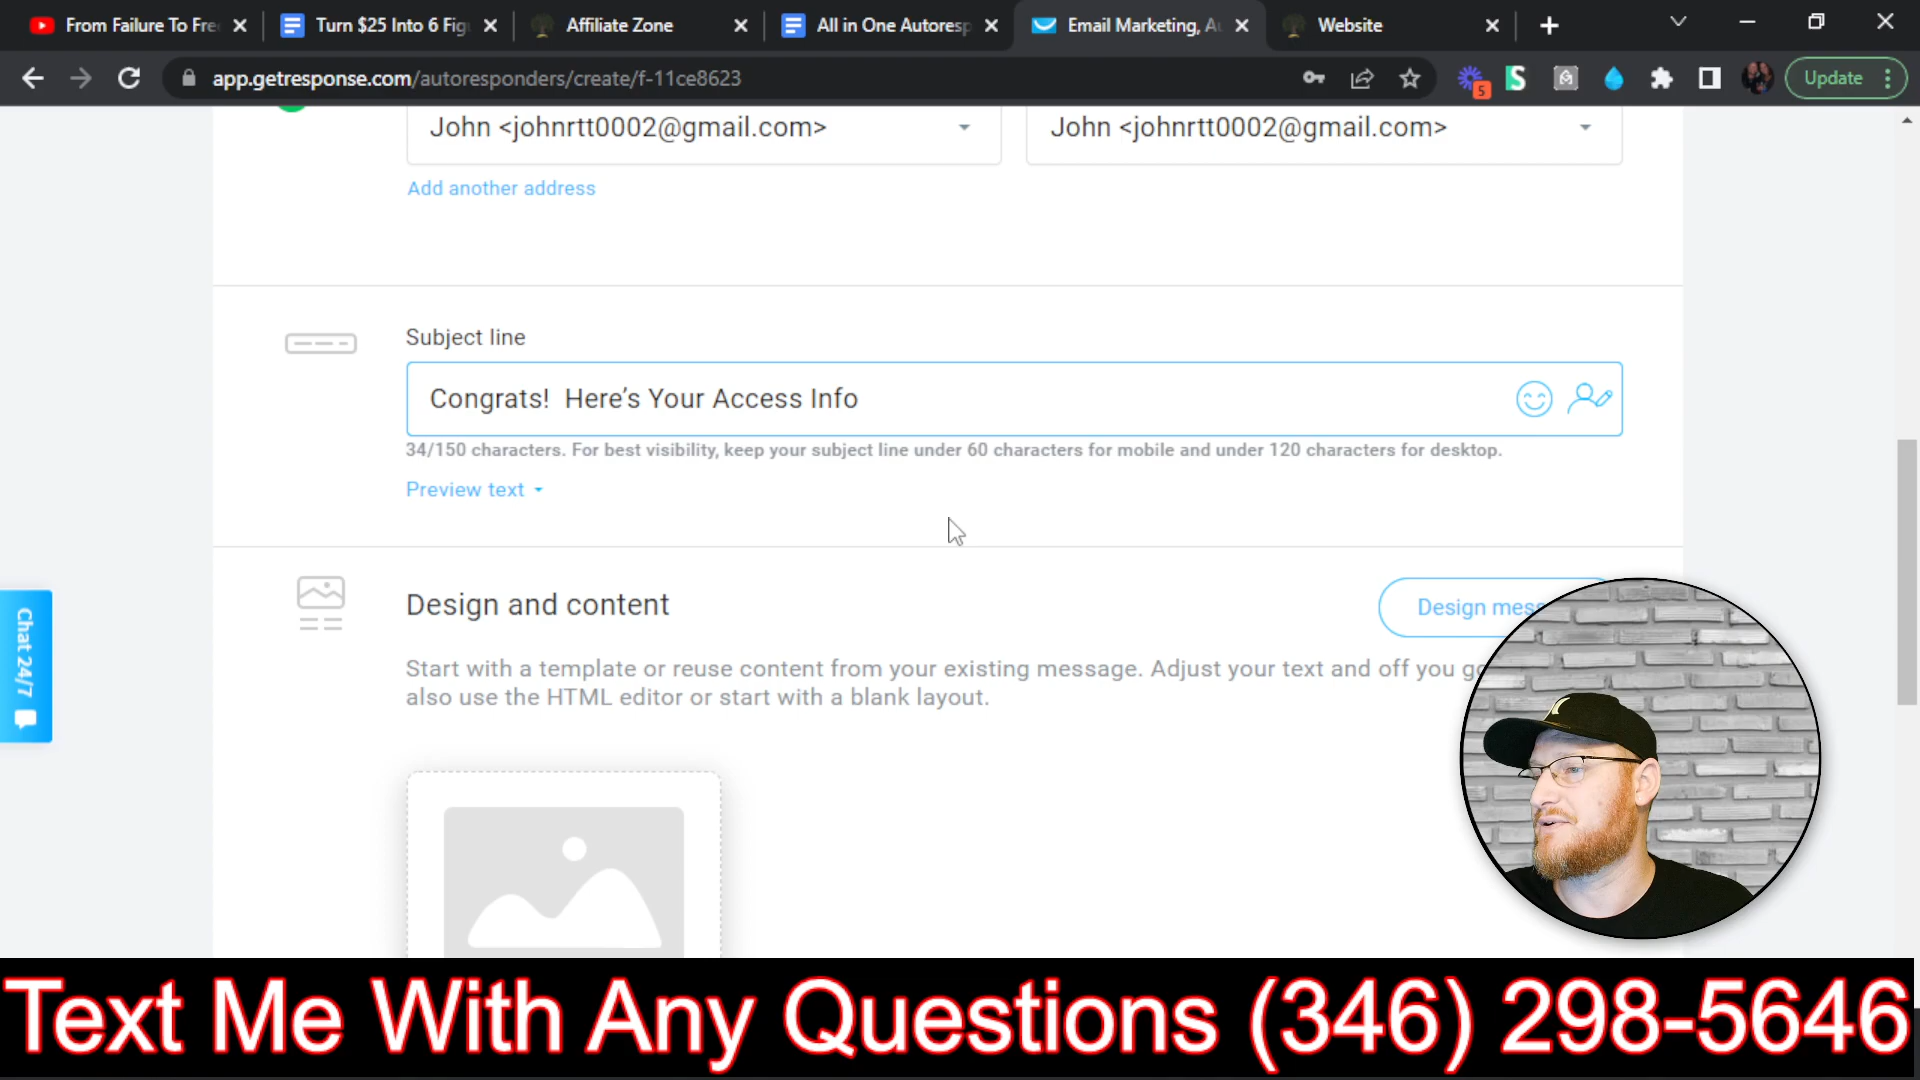 From Failure To Fre
Turn $25 Into 6 Fig
Affiliate Zone
All in One Autoresp
Email Marketing, Au
Website
app.getresponse.com/autoresponders/create/f-11ce8623
5
S
Update
John <johnrtt0002@gmail.com>
John <johnrtt0002@gmail.com>
Add another address
Subject line
Congrats!  Here's Your Access Info
34/150 characters. For best visibility, keep your subject line under 60 characters for mobile and under 120 characters for desktop.
Preview text
Design and content
Design mess
Start with a template or reuse content from your existing message. Adjust your text and off you go
also use the HTML editor or start with a blank layout.
Chat 24/7
Text Me With Any Questions (346) 298-5646